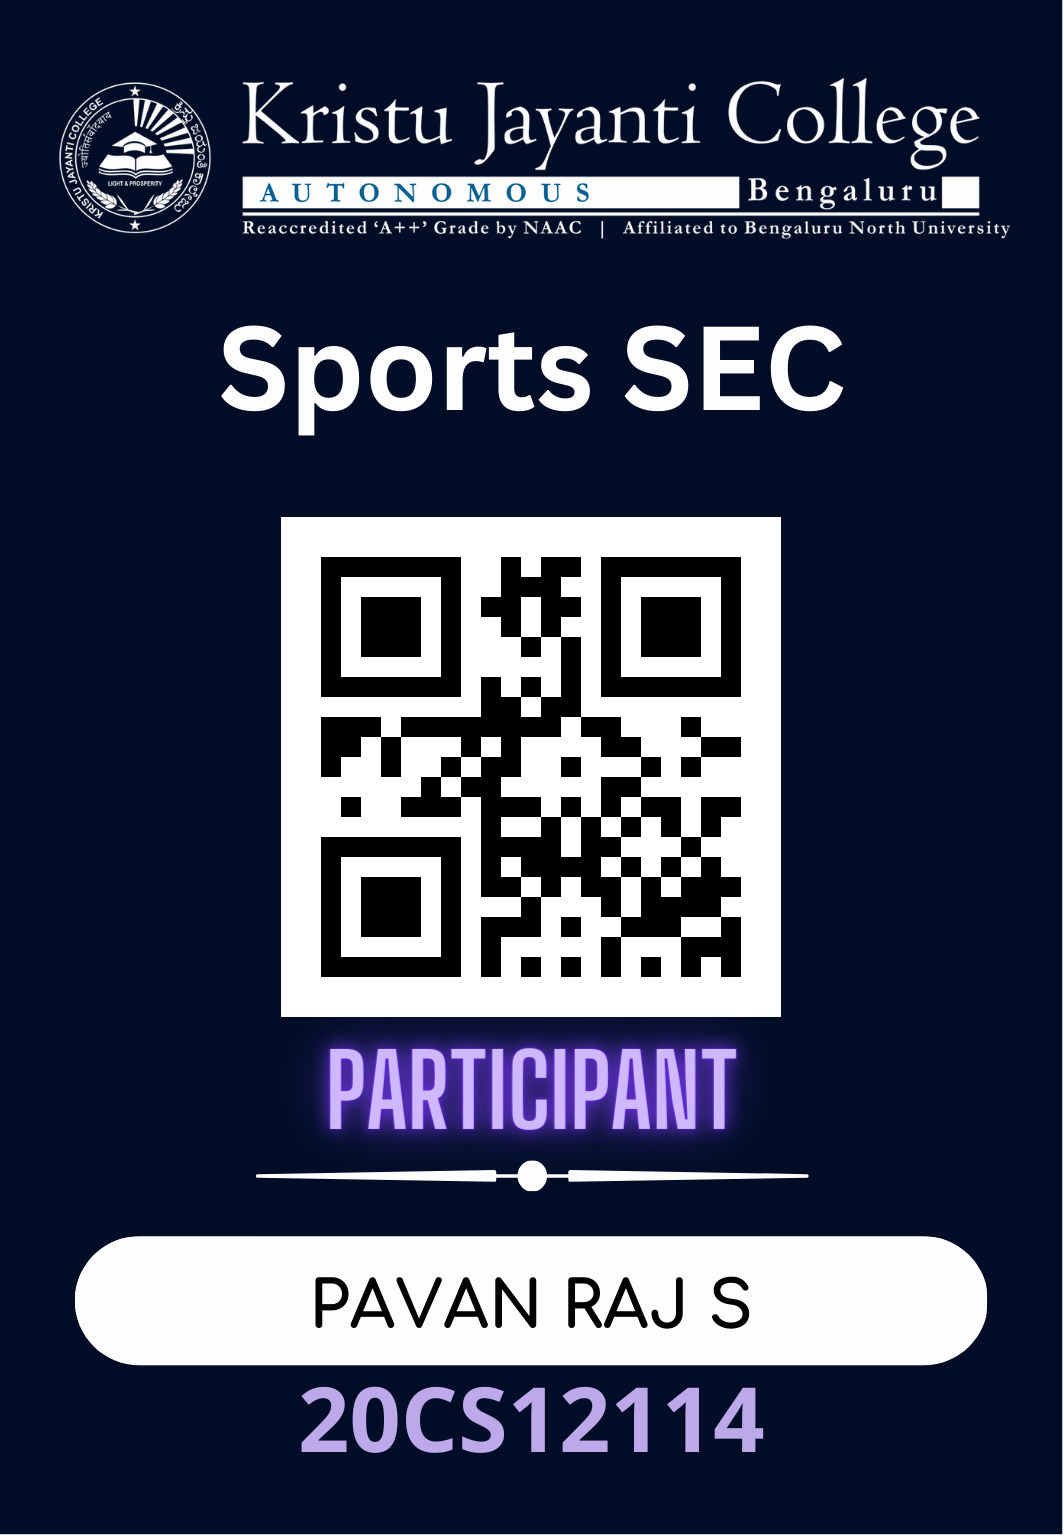 KRISTU JAYANTI COLLEGE
ಕ್ರಿಸ್ತು ಜಯಂತಿ ಕಾಲೇಜು
LIGHT & PROSPERITY
Kristu Jayanti College
AUTONOMOUS Bengaluru
Reaccredited ‘A++’ Grade by NAAC | Affiliated to Bengaluru North University
Sports SEC
PARTICIPANT
PAVAN RAJ S
20CS12114